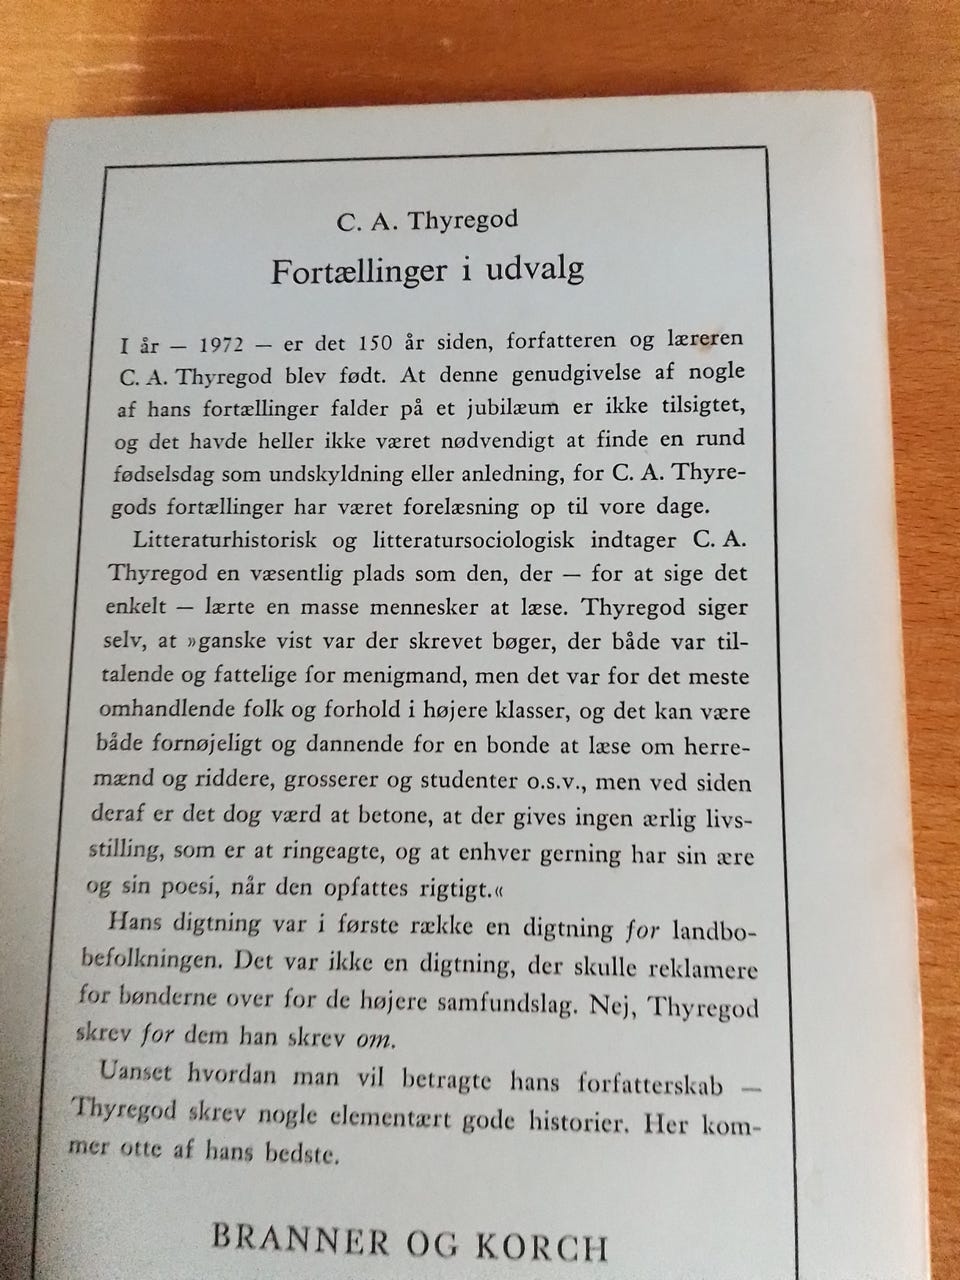 C. A. Thyregod
Fortællinger i udvalg
I år — 1972 — er det 150 år siden, forfatteren og læreren
C. A. Thyregod blev født. At denne genudgivelse af nogle
af hans fortællinger falder på et jubilæum er ikke tilsigtet,
og det havde heller ikke været nødvendigt at finde en rund
fødselsdag som undskyldning eller anledning, for C. A. Thyre-
gods fortællinger har været forelæsning op til vore dage.
Litteraturhistorisk og litteratursociologisk indtager C. A.
Thyregod en væsentlig plads som den, der — for at sige det
enkelt — lærte en masse mennesker at læse. Thyregod siger
selv, at »ganske vist var der skrevet bøger, der både var til-
talende og fattelige for menigmand, men det var for det meste
omhandlende folk og forhold i højere klasser, og det kan være
både fornøjeligt og dannende for en bonde at læse om herre-
mænd og riddere, grosserer og studenter o.s.v., men ved siden
deraf er det dog værd at betone, at der gives ingen ærlig livs-
stilling, som er at ringeagte, og at enhver gerning har sin ære
og sin poesi, når den opfattes rigtigt.«
Hans digtning var i første række en digtning for landbo-
befolkningen. Det var ikke en digtning, der skulle reklamere
for bønderne over for de højere samfundslag. Nej, Thyregod
skrev for dem han skrev om.
Uanset hvordan man vil betragte hans forfatterskab —
Thyregod skrev nogle elementært gode historier. Her kom-
mer otte af hans bedste.
BRANNER OG KORCH